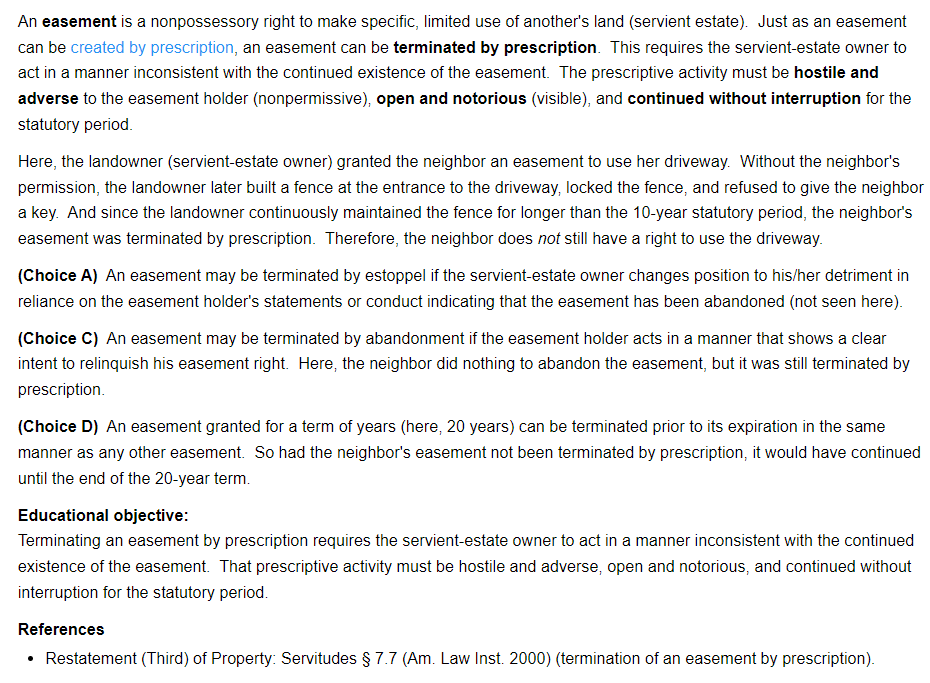 An easement is a nonpossessory right to make specific, limited use of another's land (servient estate).  Just as an easement
can be created by prescription, an easement can be terminated by prescription.  This requires the servient-estate owner to
act in a manner inconsistent with the continued existence of the easement.  The prescriptive activity must be hostile and
adverse to the easement holder (nonpermissive), open and notorious (visible), and continued without interruption for the
statutory period.
Here, the landowner (servient-estate owner) granted the neighbor an easement to use her driveway.  Without the neighbor's
permission, the landowner later built a fence at the entrance to the driveway, locked the fence, and refused to give the neighbor
a key.  And since the landowner continuously maintained the fence for longer than the 10-year statutory period, the neighbor's
easement was terminated by prescription.  Therefore, the neighbor does not still have a right to use the driveway.
(Choice A)  An easement may be terminated by estoppel if the servient-estate owner changes position to his/her detriment in
reliance on the easement holder's statements or conduct indicating that the easement has been abandoned (not seen here).
(Choice C)  An easement may be terminated by abandonment if the easement holder acts in a manner that shows a clear
intent to relinquish his easement right.  Here, the neighbor did nothing to abandon the easement, but it was still terminated by
prescription.
(Choice D)  An easement granted for a term of years (here, 20 years) can be terminated prior to its expiration in the same
manner as any other easement.  So had the neighbor's easement not been terminated by prescription, it would have continued
until the end of the 20-year term.
Educational objective:
Terminating an easement by prescription requires the servient-estate owner to act in a manner inconsistent with the continued
existence of the easement.  That prescriptive activity must be hostile and adverse, open and notorious, and continued without
interruption for the statutory period.
References
• Restatement (Third) of Property: Servitudes § 7.7 (Am. Law Inst. 2000) (termination of an easement by prescription).